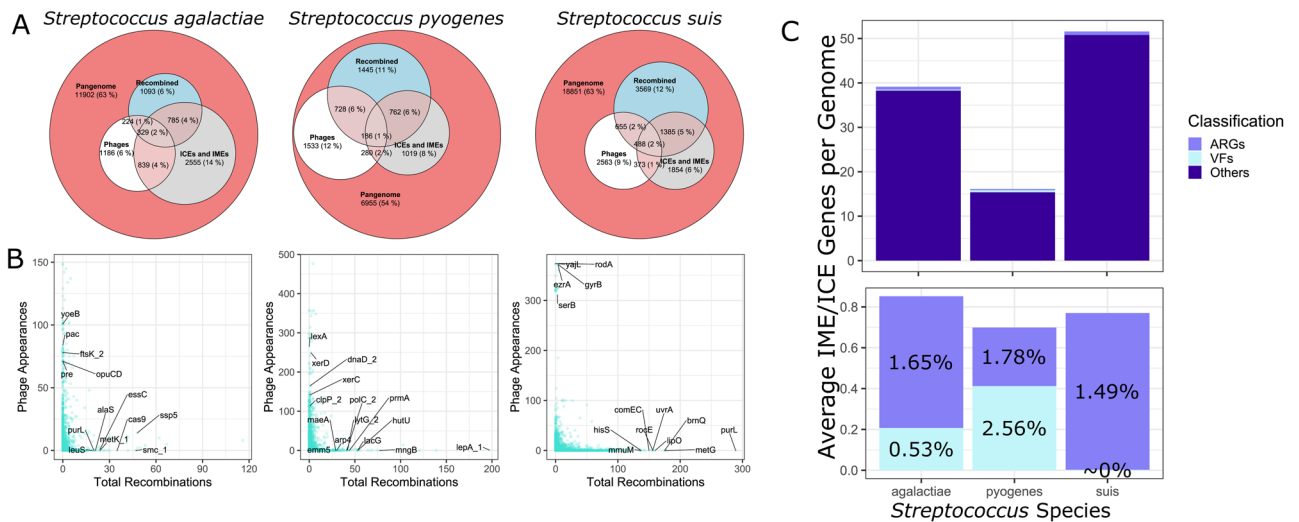 A
Streptococcus agalactiae
Pangenome
11902 (63 %)
Recombined
1093 (6 %)
224 (1 %)
785 (4 %)
329 (2 %)
Phages
1186 (6 %)
ICEs and IMEs
2555 (14 %)
839 (4 %)
Streptococcus pyogenes
Recombined
1445 (11 %)
728 (6 %)
762 (6 %)
186 (1 %)
Phages
1533 (12 %)
280 (2 %)
ICEs and IMEs
1019 (8 %)
Pangenome
6955 (54 %)
Streptococcus suis
Pangenome
18851 (63 %)
Recombined
3569 (12 %)
655 (2 %)
1385 (5 %)
488 (2 %)
Phages
2563 (9 %)
373 (1 %)
ICEs and IMEs
1854 (6 %)
B
Phage Appearances
150
100
50
0
yoeB
pac
ftsK_2
pre
opuCD
essC
alaS
cas9
ssp5
purL
metK_1
leuS
smc_1
0
30
60
90
120
Total Recombinations
Phage Appearances
500
400
300
200
100
0
lexA
xerD
dnaD_2
xerC
clpP_2
polC_2
prmA
maeA
lytG_2
hutU
arp4
lacG
emm5
mngB
lepA_1
0
50
100
150
200
Total Recombinations
Phage Appearances
300
200
100
0
yajL
rodA
ezrA
gyrB
serB
comEC
uvrA
hisS
rocE
brnQ
purL
lipO
mmuM
metG
0
100
200
300
Total Recombinations
C
Average IME/ICE Genes per Genome
50
40
30
20
10
0
0.8
0.6
0.4
0.2
0.0
1.65%
0.53%
1.78%
2.56%
1.49%
~0%
agalactiae
pyogenes
suis
Streptococcus Species
Classification
ARGs
VFs
Others